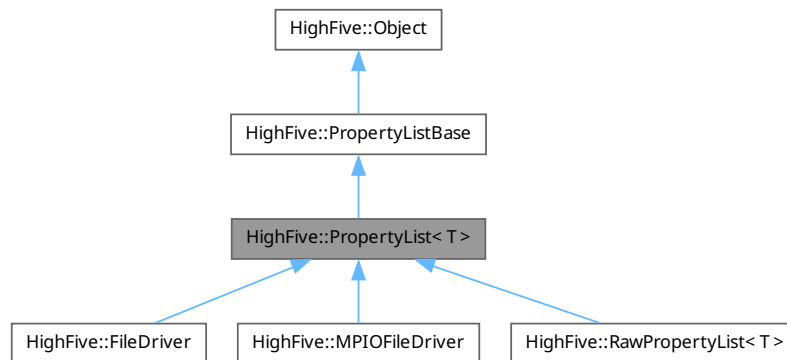 HighFive::Object
HighFive::PropertyListBase
HighFive::PropertyList< T >
HighFive::FileDriver
HighFive::MPIOFileDriver
HighFive::RawPropertyList< T >